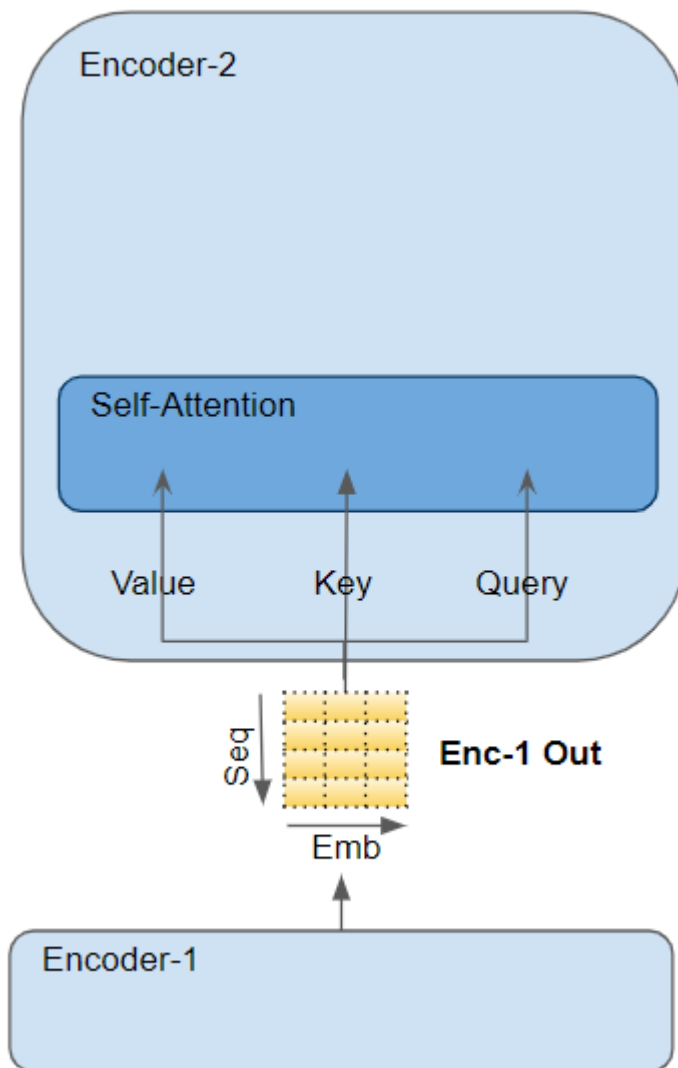 Encoder-2
Self-Attention
Value Key Query
Seq
Enc-1 Out
Emb
Encoder-1